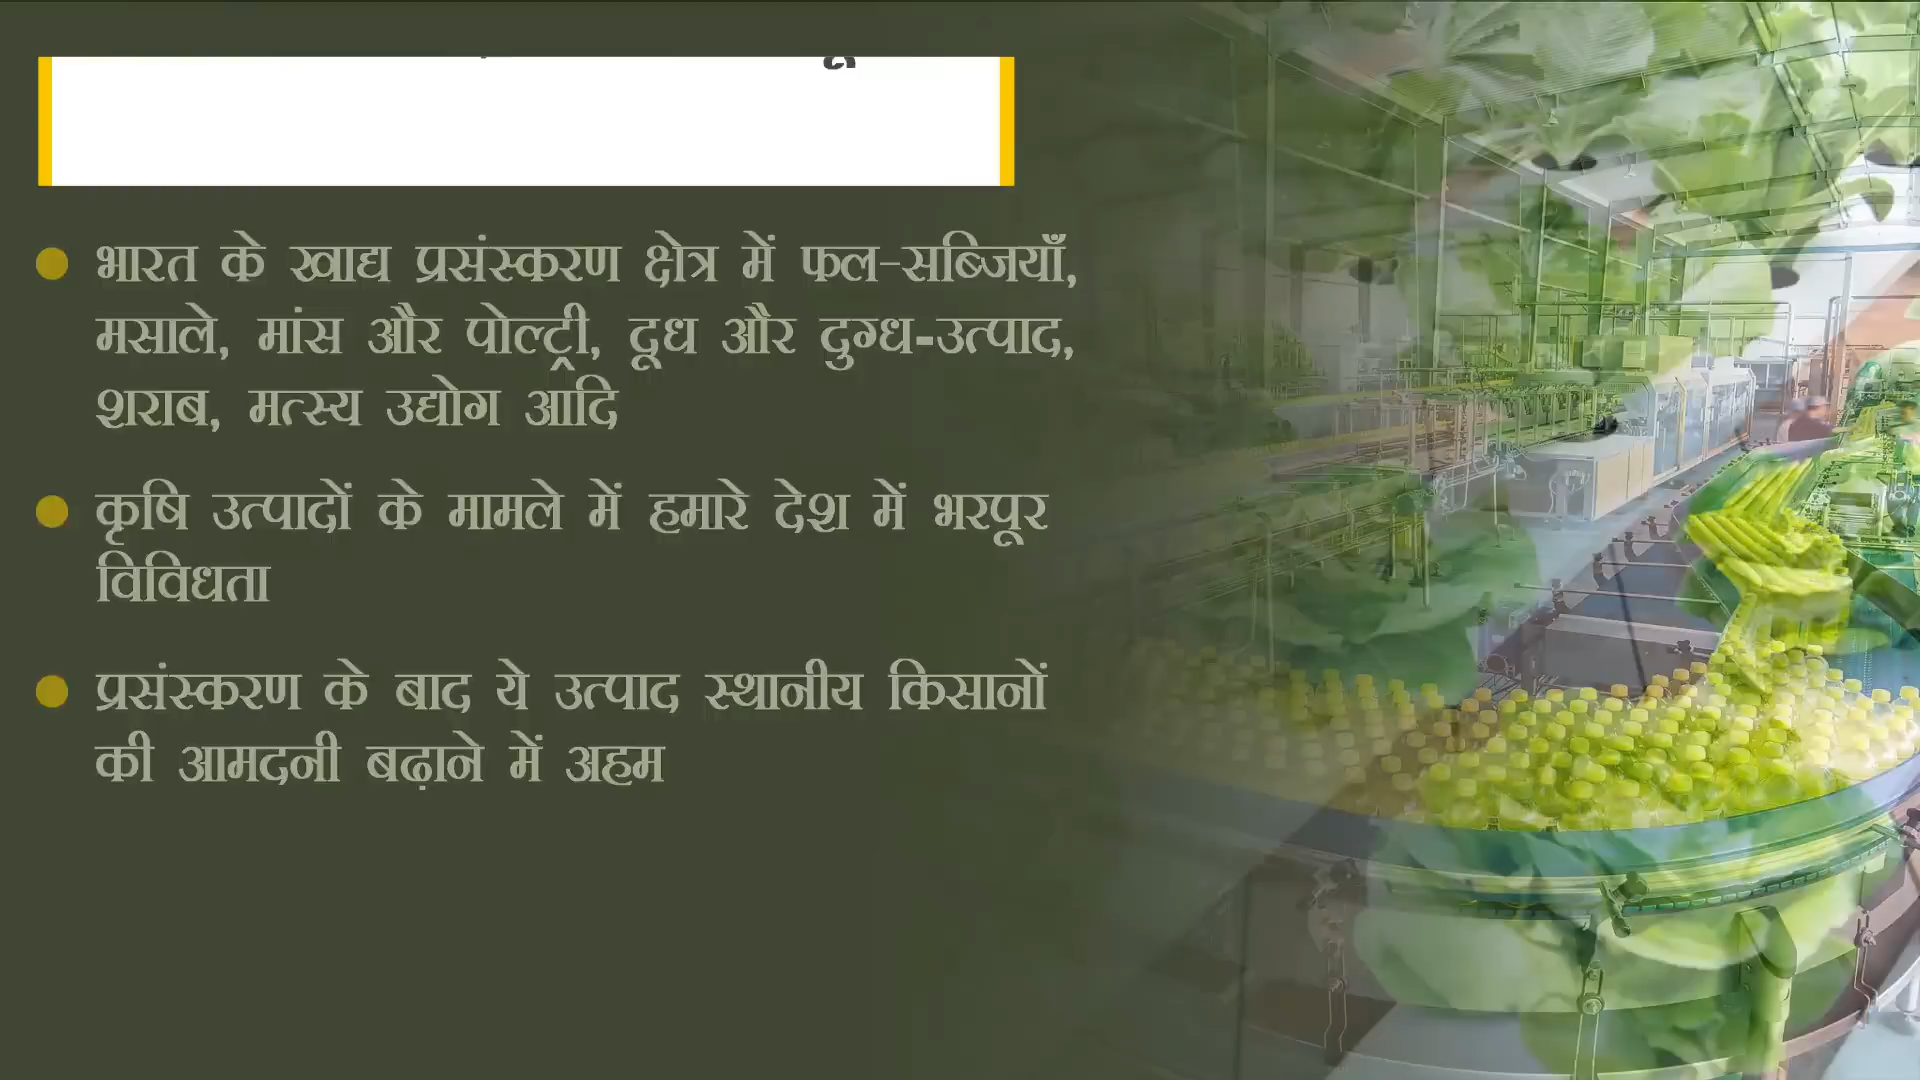 भारत के खाद्य प्रसंस्करण क्षेत्र में फल-सब्जियाँ,
मसाले, मांस और पोल्ट्री, दूध और दुग्ध-उत्पाद,
शराब, मत्स्य उद्योग आदि
कृषि उत्पादों के मामले में हमारे देश में भरपूर
विविधता
प्रसंस्करण के बाद ये उत्पाद स्थानीय किसानों
की आमदनी बढ़ाने में अहम